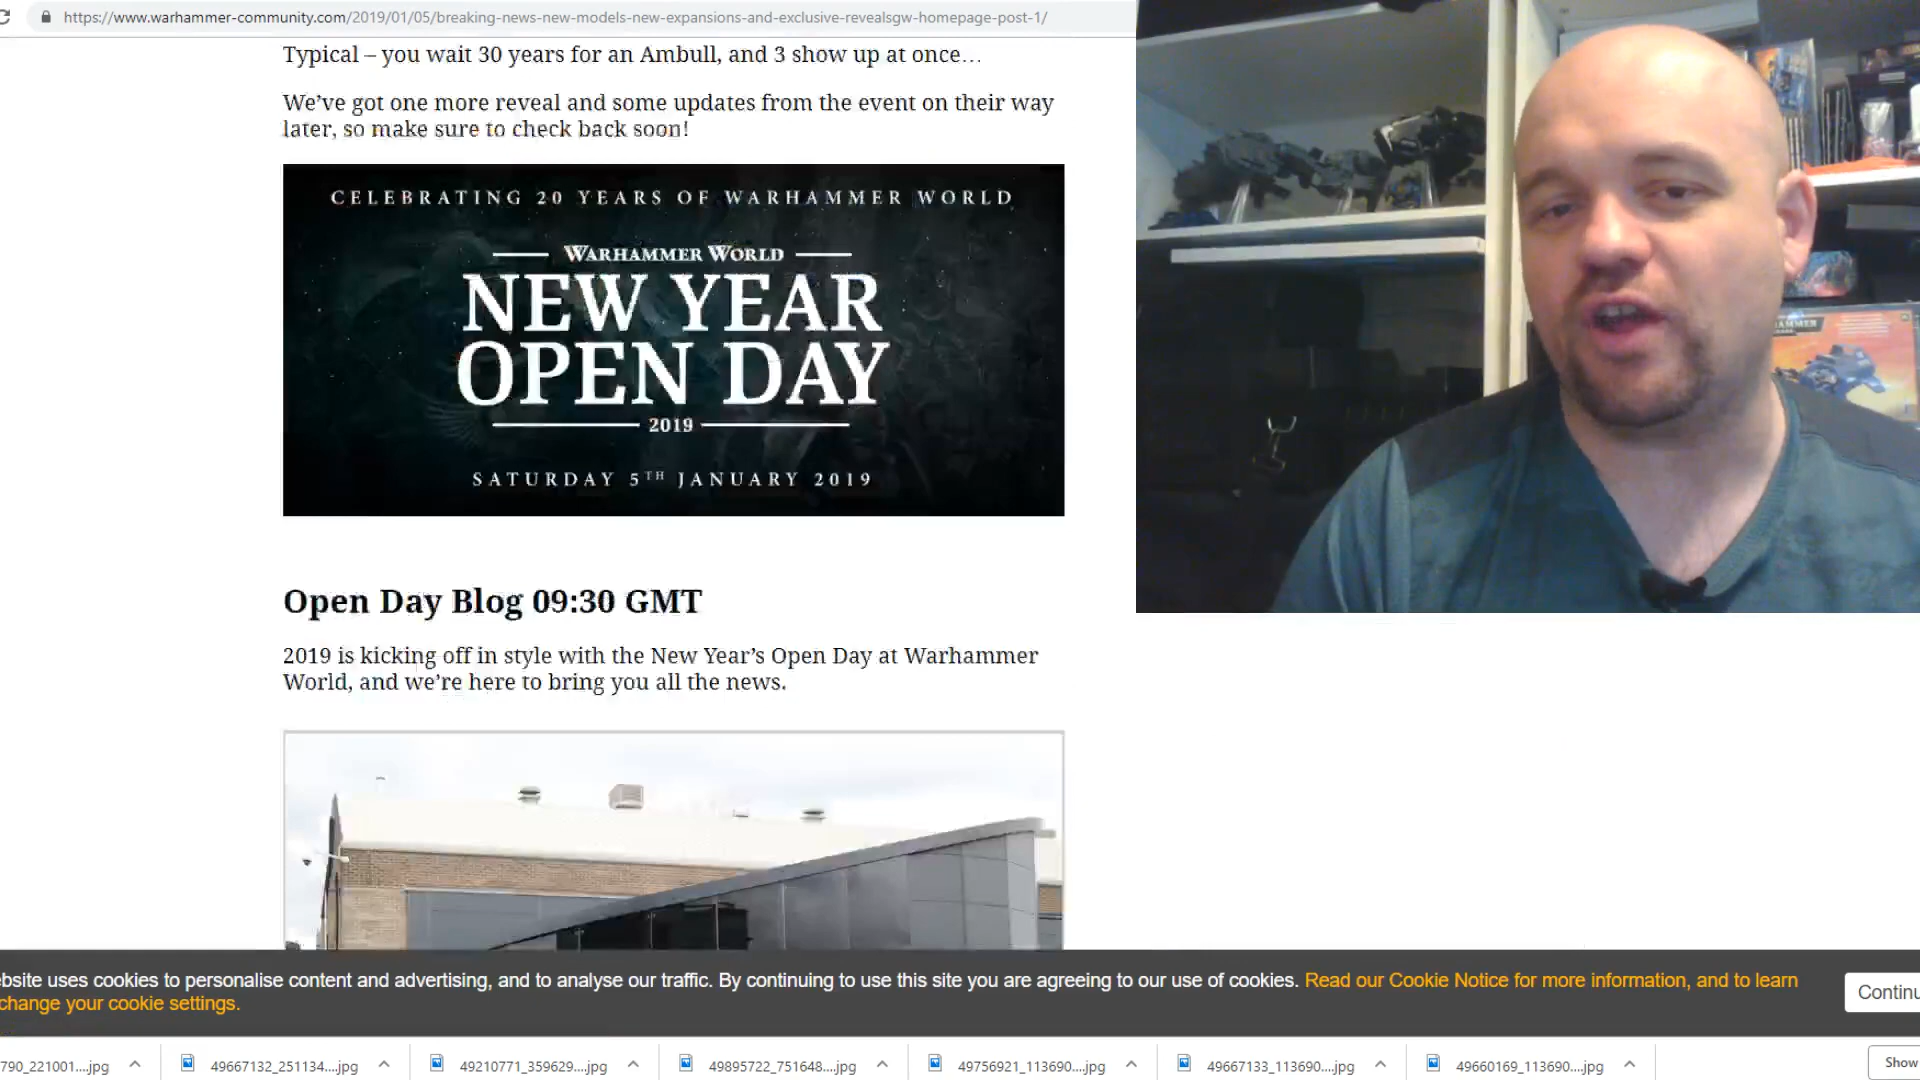 https://www.warhammer-community.com/2019/01/05/breaking-news-new-models-new-expansions-and-exclusive-revealsgw-homepage-post-1/
Typical – you wait 30 years for an Ambull, and 3 show up at once…
We’ve got one more reveal and some updates from the event on their way
later, so make sure to check back soon!
CELEBRATING 20 YEARS OF WARHAMMER WORLD
WARHAMMER WORLD
NEW YEAR
OPEN DAY
2019
SATURDAY 5TH JANUARY 2019
Open Day Blog 09:30 GMT
2019 is kicking off in style with the New Year’s Open Day at Warhammer
World, and we’re here to bring you all the news.
ebsite uses cookies to personalise content and advertising, and to analyse our traffic. By continuing to use this site you are agreeing to our use of cookies. Read our Cookie Notice for more information, and to learn
change your cookie settings.
Continu
790_221001....jpg
49667132_251134....jpg
49210771_359629....jpg
49895722_751648....jpg
49756921_113690....jpg
49667133_113690....jpg
49660169_113690....jpg
Show